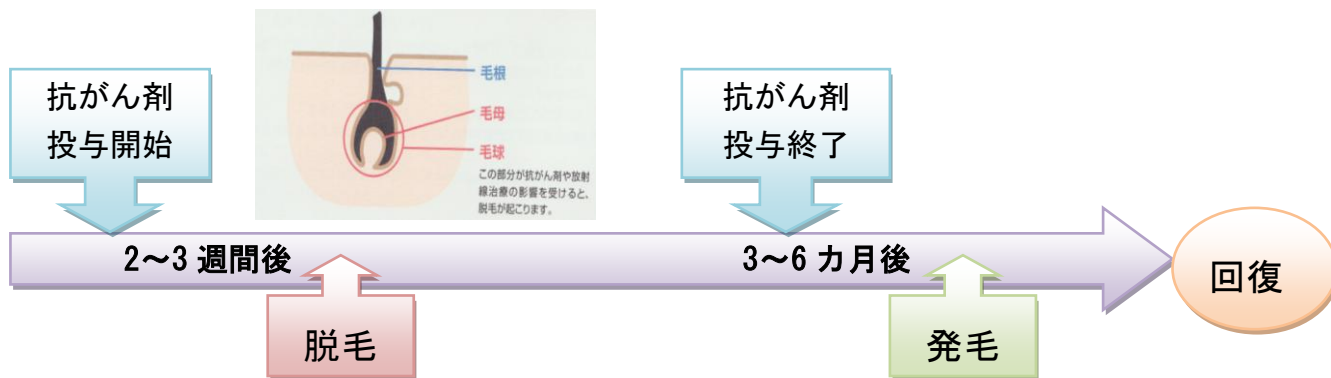 抗がん剤
投与開始
毛根
毛母
毛球
この部分が抗がん剤や放射
線治療の影響を受けると、
脱毛が起こります。
抗がん剤
投与終了
2～3 週間後
3～6 カ月後
回復
脱毛
発毛